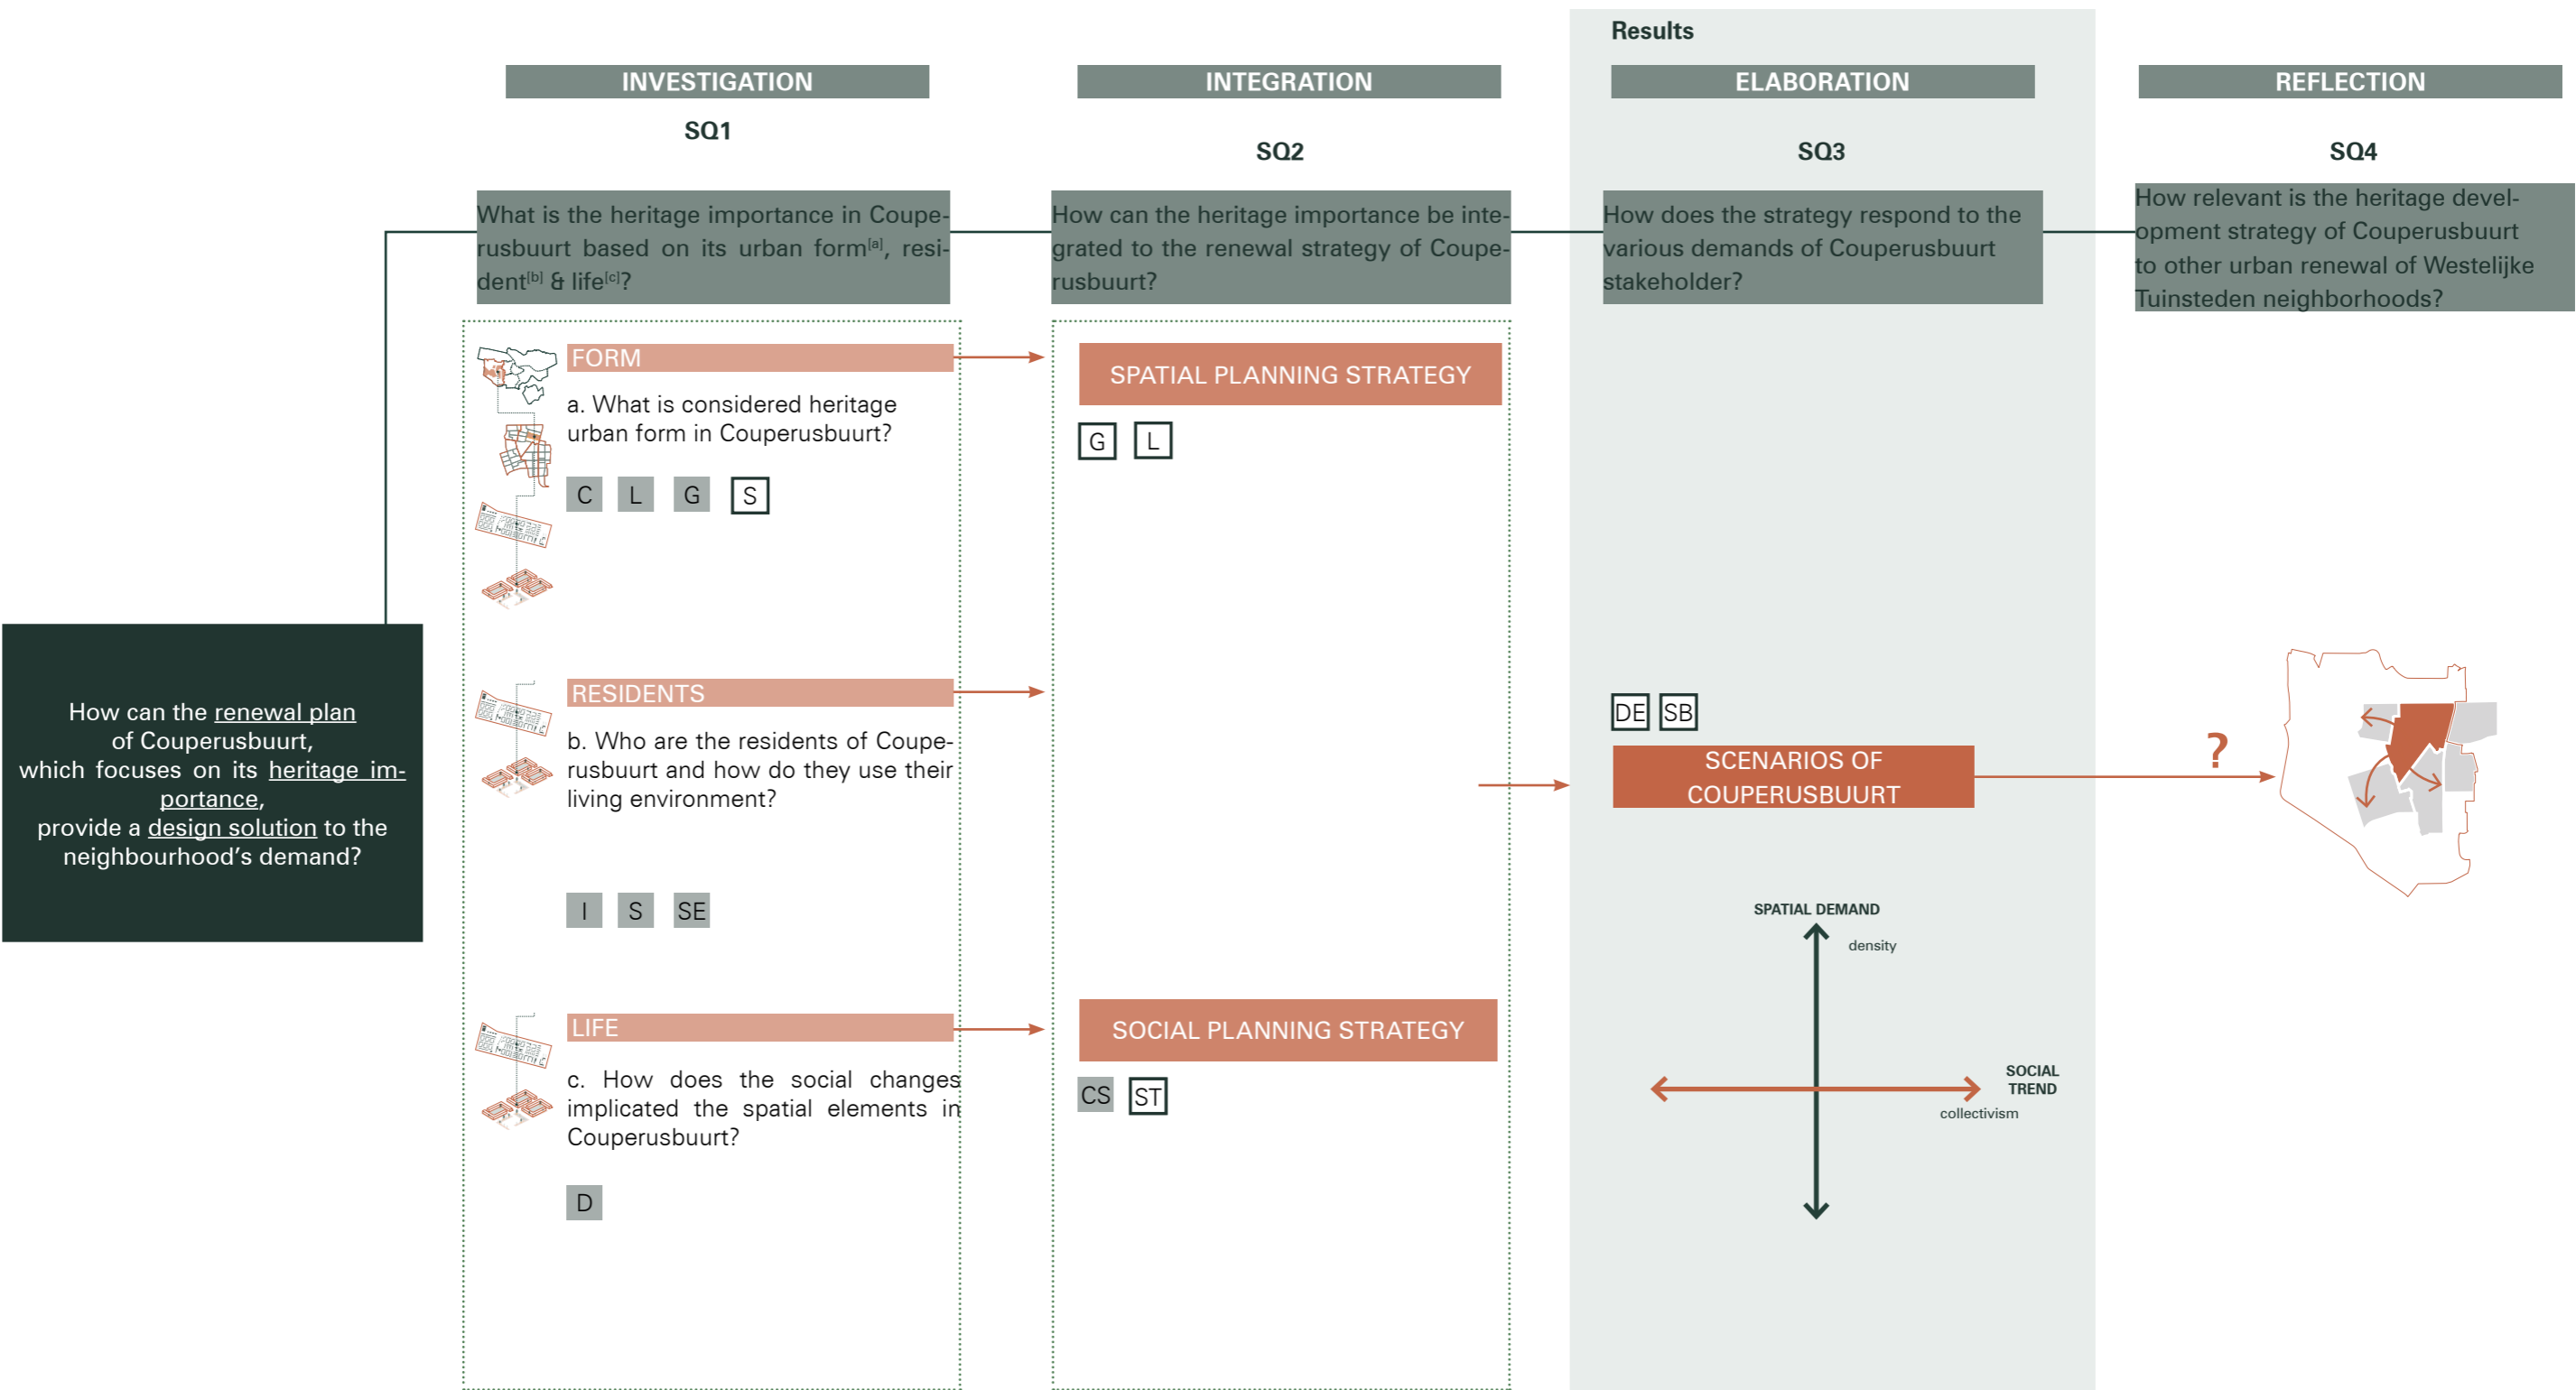 How can the renewal plan
of Couperusbuurt,
which focuses on its heritage im-
portance,
provide a design solution to the
neighbourhood's demand?
INVESTIGATION
SQ1
What is the heritage importance in Coupe-
rusbuurt based on its urban form[a], resi-
dent[b] & life[c]?
FORM
a. What is considered heritage
urban form in Couperusbuurt?
C L G S
RESIDENTS
b. Who are the residents of Coupe-
rusbuurt and how do they use their
living environment?
I S SE
LIFE
c. How does the social changes
implicated the spatial elements in
Couperusbuurt?
D
INTEGRATION
SQ2
How can the heritage importance be inte-
grated to the renewal strategy of Coupe-
rusbuurt?
SPATIAL PLANNING STRATEGY
G L
SOCIAL PLANNING STRATEGY
CS ST
Results
ELABORATION
SQ3
How does the strategy respond to the
various demands of Couperusbuurt
stakeholder?
DE SB
SCENARIOS OF
COUPERUSBUURT
SPATIAL DEMAND
density
SOCIAL
TREND
collectivism
REFLECTION
SQ4
How relevant is the heritage devel-
opment strategy of Couperusbuurt
to other urban renewal of Westelijke
Tuinsteden neighborhoods?
?